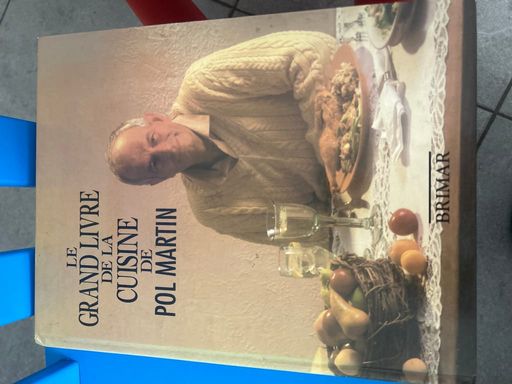 LE
GRAND LIVRE
DE LA
CUISINE
DE
POL MARTIN
BRIMAR